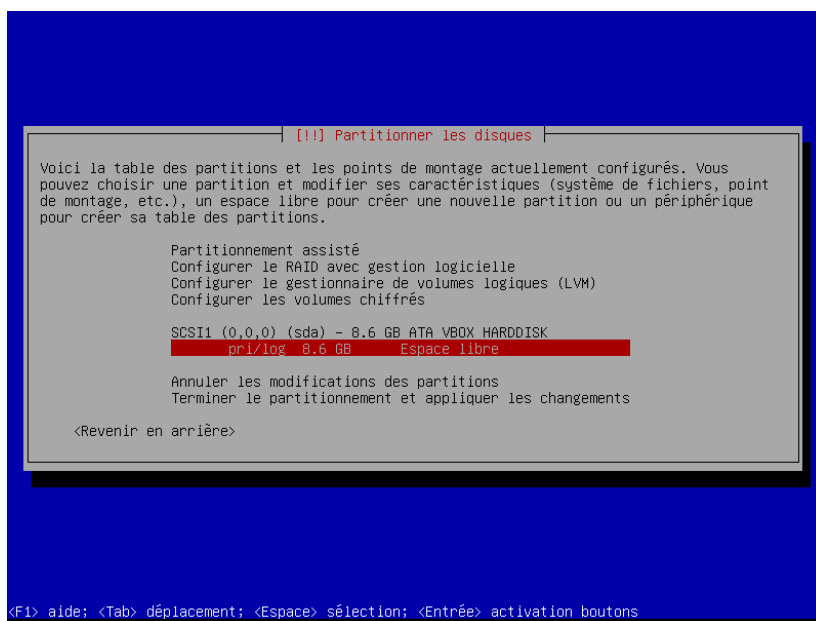 [!!] Partitionner les disques
Voici la table des partitions et les points de montage actuellement configurés. Vous
pouvez choisir une partition et modifier ses caractéristiques (système de fichiers, point
de montage, etc.), un espace libre pour créer une nouvelle partition ou un périphérique
pour créer sa table des partitions.
Partitionnement assisté
Configurer le RAID avec gestion logicielle
Configurer le gestionnaire de volumes logiques (LVM)
Configurer les volumes chiffrés
SCSI1 (0,0,0) (sda) – 8.6 GB ATA VBOX HARDDISK
pri/log 8.6 GB Espace libre
Annuler les modifications des partitions
Terminer le partitionnement et appliquer les changements
<Revenir en arrière>
<F1> aide; <Tab> déplacement; <Espace> sélection; <Entrée> activation boutons